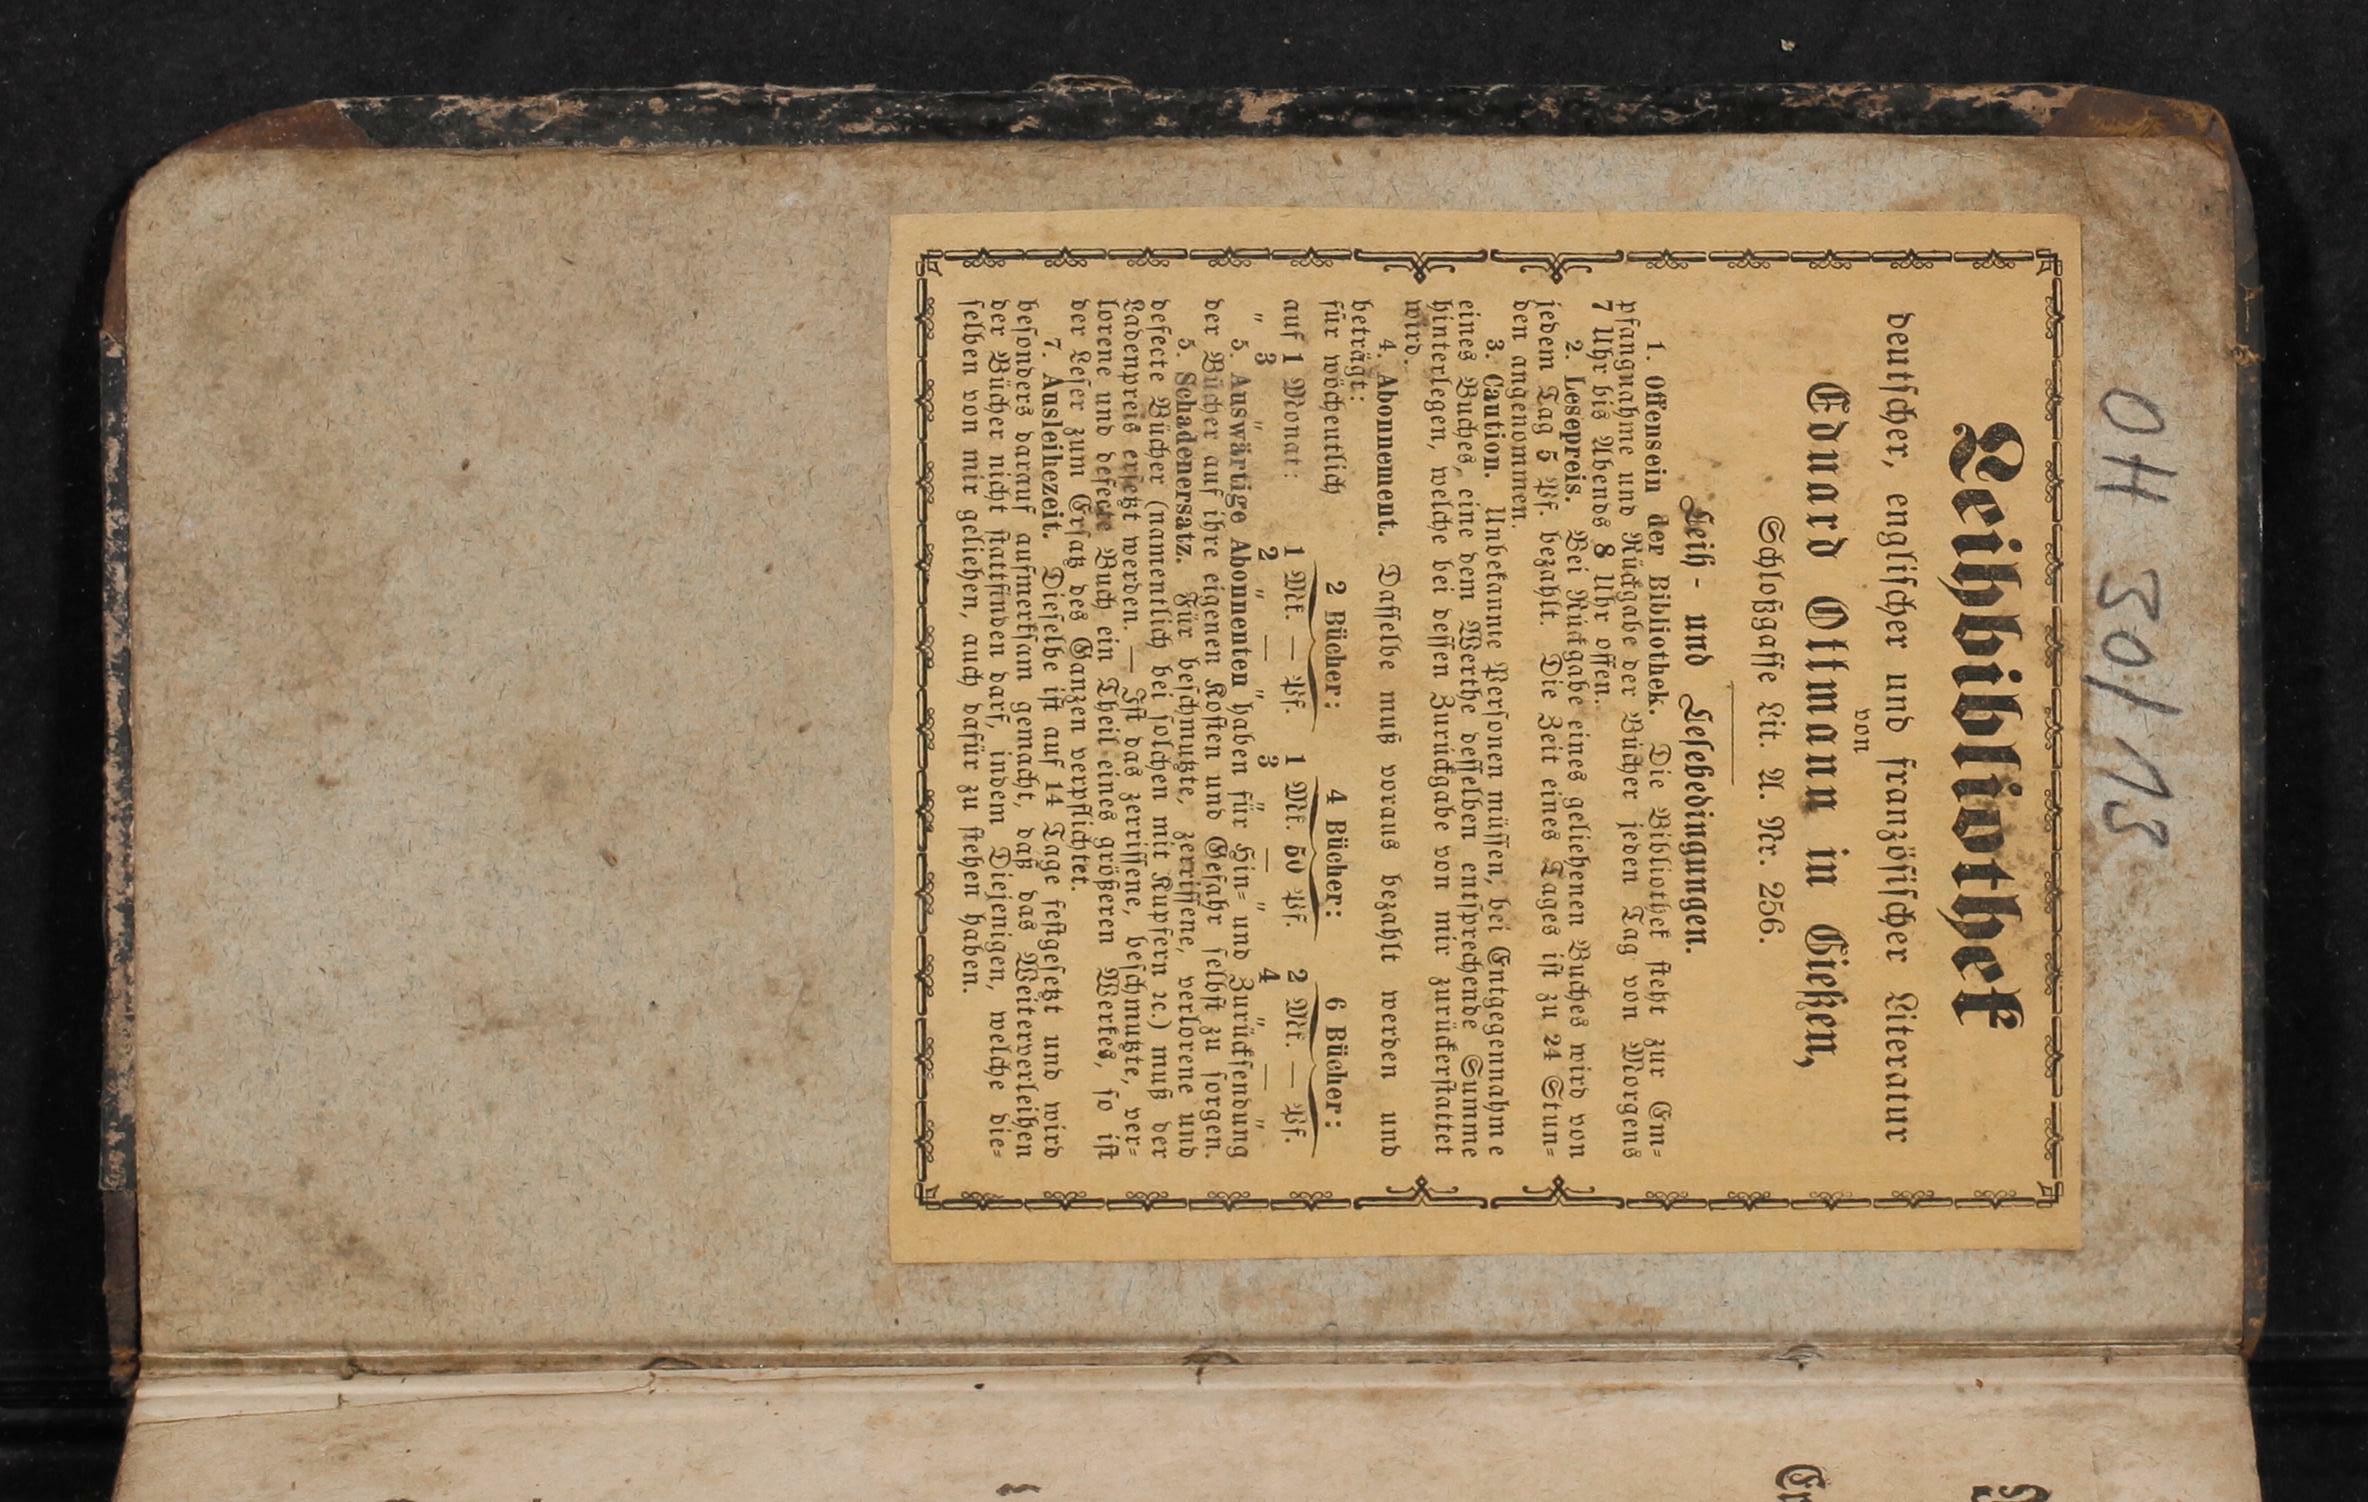 OH 30/13
Leihbibliothek
deutscher, englischer und französischer Literatur
von
Eduard Ottmann in Gießen,
Schloßgasse Lit. A. Nr. 256.
Leih- und Lesebedingungen.
1. Offensein der Bibliothek. Die Bibliothek steht zur Em-
pfangnahme und Rückgabe der Bücher jeden Tag von Morgens
7 Uhr bis Abends 8 Uhr offen.
2. Lesepreis. Bei Rückgabe eines geliehenen Buches wird von
jedem Tag 5 Pf. bezahlt. Die Zeit eines Tages ist zu 24 Stun-
den angenommen.
3. Caution. Unbekannte Personen müssen, bei Entgegennahme
eines Buches, eine dem Werthe desselben entsprechende Summe
hinterlegen, welche bei dessen Zurückgabe von mir zurückerstattet
wird.
4. Abonnement. Dasselbe muß voraus bezahlt werden und
beträgt:
für wöchentlich 2 Bücher: 4 Bücher: 6 Bücher:
auf 1 Monat: 1 Mk. — Pf. 1 Mk. 50 Pf. 2 Mk. — Pf.
" 3 " 2 " — " 3 " — " 4 " — "
5. Auswärtige Abonnenten haben für Hin- und Zurücksendung
der Bücher auf ihre eigenen Kosten und Gefahr selbst zu sorgen.
5. Schadenersatz. Für beschmutzte, zerrissene, verlorene und
defecte Bücher (namentlich bei solchen mit Kupfern ꝛc.) muß der
Ladenpreis ersetzt werden. — Ist das zerrissene, beschmutzte, ver-
lorene und defecte Buch ein Theil eines größeren Werkes, so ist
der Leser zum Ersatz des Ganzen verpflichtet.
7. Ausleihezeit. Dieselbe ist auf 14 Tage festgesetzt und wird
besonders darauf aufmerksam gemacht, daß das Weiterverleihen
der Bücher nicht stattfinden darf, indem Diejenigen, welche die-
selben von mir geliehen, auch dafür zu stehen haben.